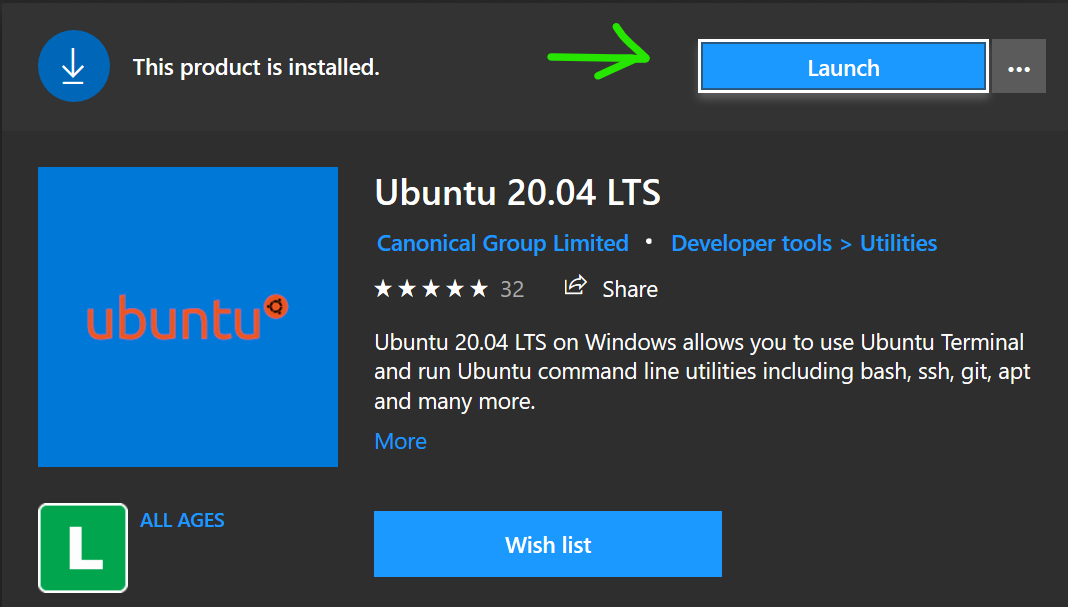 This product is installed.
Launch
...
Ubuntu 20.04 LTS
Canonical Group Limited • Developer tools > Utilities
★★★★★ 32 Share
ubuntu
Ubuntu 20.04 LTS on Windows allows you to use Ubuntu Terminal
and run Ubuntu command line utilities including bash, ssh, git, apt
and many more.
More
L
ALL AGES
Wish list